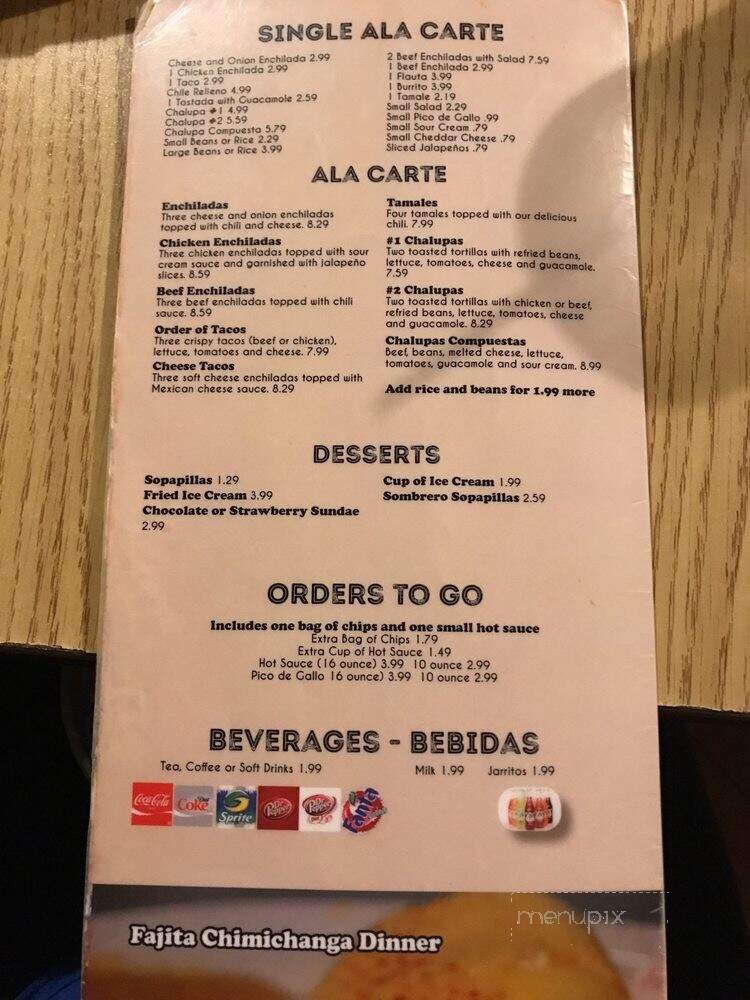 SINGLE ALA CARTE
Cheese and Onion Enchilada 2.99
1 Chicken Enchilada 2.99
1 Taco 2.99
Chile Relleno 4.99
1 Tostada with Guacamole 2.59
Chalupa #1 4.99
Chalupa #2 5.59
Chalupa Compuesta 5.79
Small Beans or Rice 2.29
Large Beans or Rice 3.99
2 Beef Enchiladas with Salad 7.59
1 Beef Enchilada 2.99
1 Flauta 3.99
1 Burrito 3.99
1 Tamale 2.19
Small Salad 2.29
Small Pico de Gallo .99
Small Sour Cream .79
Small Cheddar Cheese .79
Sliced Jalapeños .79
ALA CARTE
Enchiladas
Three cheese and onion enchiladas
topped with chili and cheese. 8.29
Chicken Enchiladas
Three chicken enchiladas topped with sour
cream sauce and garnished with jalapeño
slices. 8.59
Beef Enchiladas
Three beef enchiladas topped with chili
sauce. 8.59
Order of Tacos
Three crispy tacos (beef or chicken),
lettuce, tomatoes and cheese. 7.99
Cheese Tacos
Three soft cheese enchiladas topped with
Mexican cheese sauce. 8.29
Tamales
Four tamales topped with our delicious
chili. 7.99
#1 Chalupas
Two toasted tortillas with refried beans,
lettuce, tomatoes, cheese and guacamole.
7.59
#2 Chalupas
Two toasted tortillas with chicken or beef,
refried beans, lettuce, tomatoes, cheese
and guacamole. 8.29
Chalupas Compuestas
Beef, beans, melted cheese, lettuce,
tomatoes, guacamole and sour cream. 8.99
Add rice and beans for 1.99 more
DESSERTS
Sopapillas 1.29
Fried Ice Cream 3.99
Chocolate or Strawberry Sundae
2.99
Cup of Ice Cream 1.99
Sombrero Sopapillas 2.59
ORDERS TO GO
Includes one bag of chips and one small hot sauce
Extra Bag of Chips 1.79
Extra Cup of Hot Sauce 1.49
Hot Sauce (16 ounce) 3.99 10 ounce 2.99
Pico de Gallo 16 ounce) 3.99 10 ounce 2.99
BEVERAGES - BEBIDAS
Tea, Coffee or Soft Drinks 1.99 Milk 1.99 Jarritos 1.99
Coca-Cola Diet Coke Sprite Dr Pepper Dr Pepper Fanta
menupix
Fajita Chimichanga Dinner